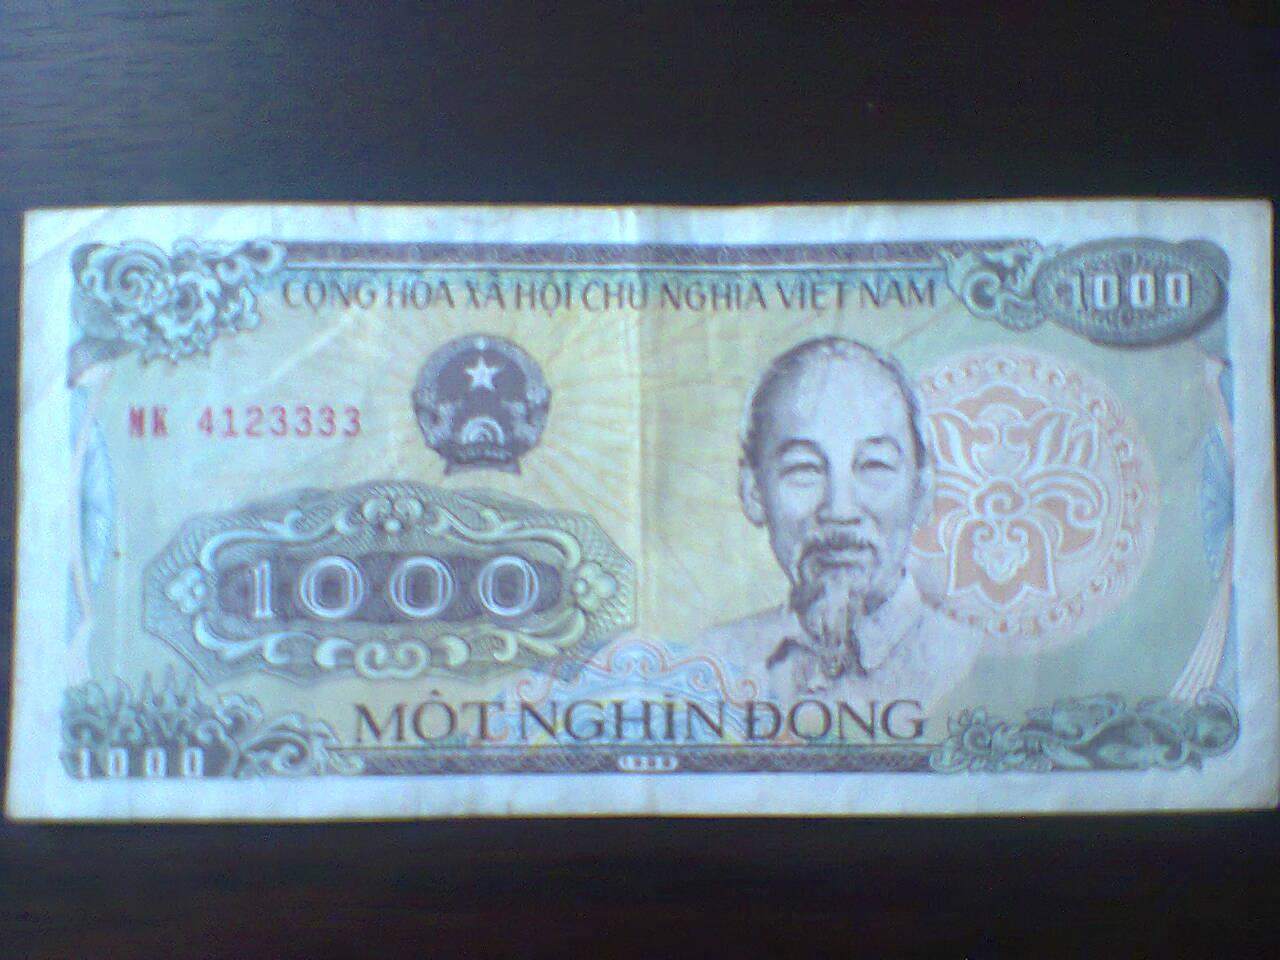 CỘNG HÒA XÃ HỘI CHỦ NGHĨA VIỆT NAM
1000
MK 4123333
1000
MỘT NGHÌN ĐỒNG
1000